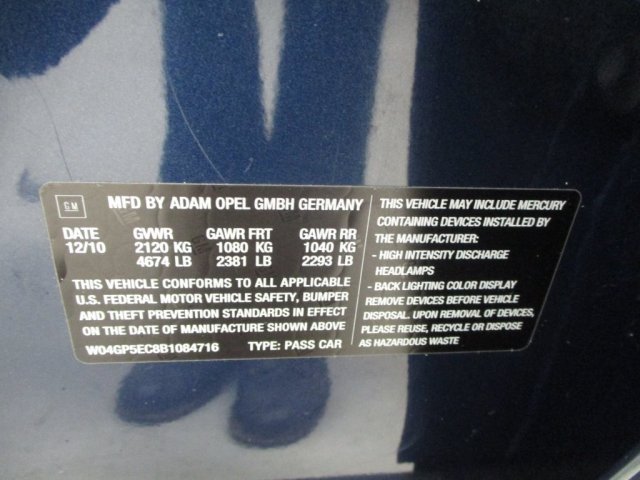 GM
MFD BY ADAM OPEL GMBH GERMANY
DATE GVWR GAWR FRT GAWR RR
12/10 2120 KG 1080 KG 1040 KG
4674 LB 2381 LB 2293 LB
THIS VEHICLE CONFORMS TO ALL APPLICABLE
U.S. FEDERAL MOTOR VEHICLE SAFETY, BUMPER
AND THEFT PREVENTION STANDARDS IN EFFECT
ON THE DATE OF MANUFACTURE SHOWN ABOVE
W04GP5EC8B1084716 TYPE: PASS CAR
THIS VEHICLE MAY INCLUDE MERCURY
CONTAINING DEVICES INSTALLED BY
THE MANUFACTURER:
- HIGH INTENSITY DISCHARGE
HEADLAMPS
- BACK LIGHTING COLOR DISPLAY
REMOVE DEVICES BEFORE VEHICLE
DISPOSAL. UPON REMOVAL OF DEVICES,
PLEASE REUSE, RECYCLE OR DISPOSE
AS HAZARDOUS WASTE